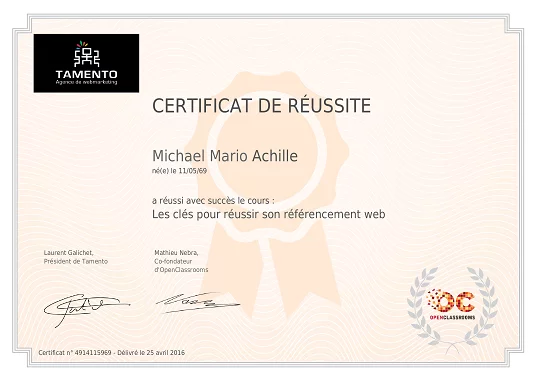 TAMENTO
Agence de webmarketing
CERTIFICAT DE RÉUSSITE
Michael Mario Achille
né(e) le 11/05/69
a réussi avec succès le cours :
Les clés pour réussir son référencement web
Laurent Galichet,
Président de Tamento
Mathieu Nebra,
Co-fondateur
d'OpenClassrooms
OC
OPENCLASSROOMS
Certificat n° 4914115969 - Délivré le 25 avril 2016